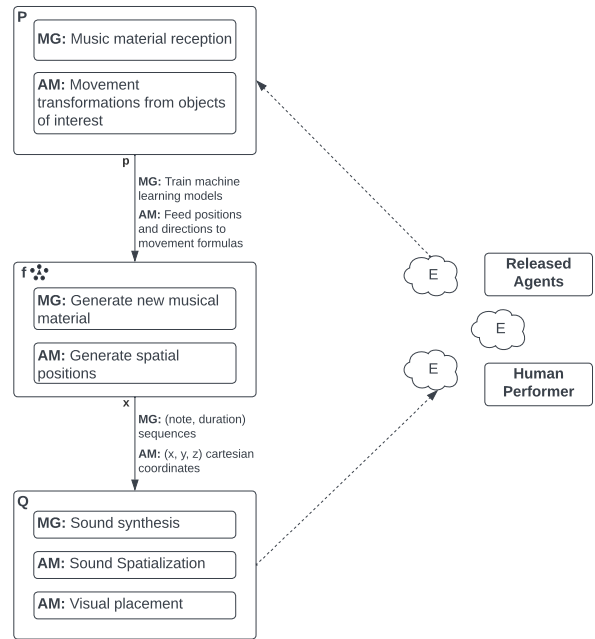 P
MG: Music material reception
AM: Movement
transformations from objects
of interest
p
MG: Train machine
learning models
AM: Feed positions
and directions to
movement formulas
f
MG: Generate new musical
material
AM: Generate spatial
positions
x
MG: (note, duration)
sequences
AM: (x, y, z) cartesian
coordinates
Q
MG: Sound synthesis
AM: Sound Spatialization
AM: Visual placement
E
Released
Agents
E
E
Human
Performer